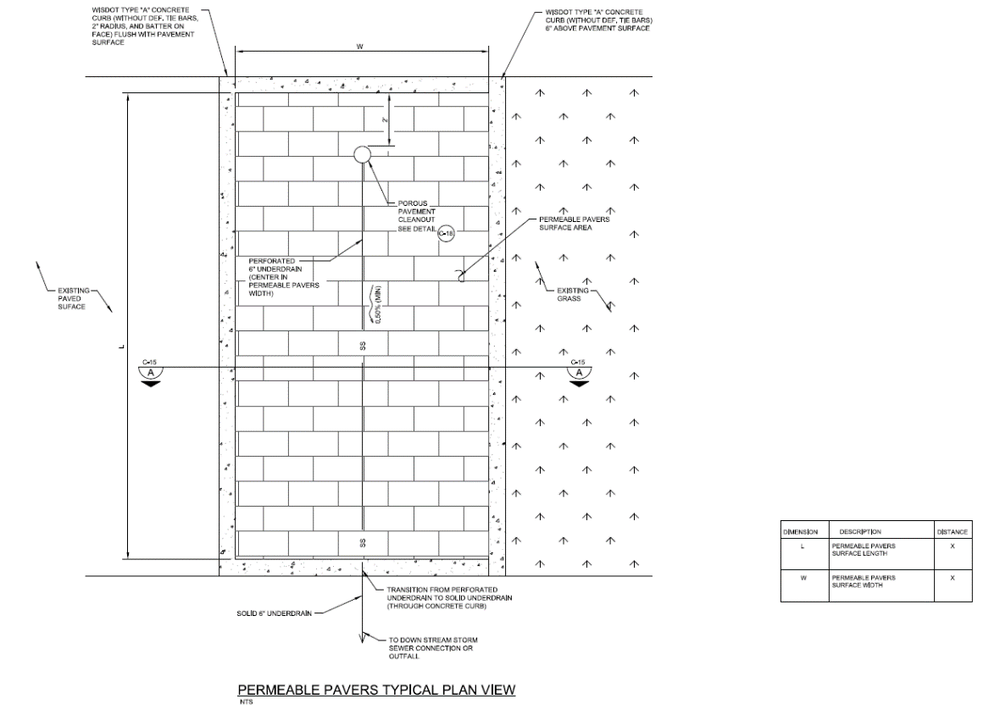 WISDOT TYPE "A" CONCRETE
CURB (WITHOUT DEF, TIE BARS,
2" RADIUS, AND BATTER ON
FACE) FLUSH WITH PAVEMENT
SURFACE
WISDOT TYPE "A" CONCRETE
CURB (WITHOUT DEF, TIE BARS)
6" ABOVE PAVEMENT SURFACE
W
2'
POROUS
PAVEMENT
CLEANOUT
SEE DETAIL C-18
PERMEABLE PAVERS
SURFACE AREA
PERFORATED
6" UNDERDRAIN
(CENTER IN
PERMEABLE PAVERS
WIDTH)
EXISTING
PAVED
SUFACE
0.50% (MIN)
EXISTING
GRASS
L
SS
C-15
A
C-15
A
SS
TRANSITION FROM PERFORATED
UNDERDRAIN TO SOLID UNDERDRAIN
(THROUGH CONCRETE CURB)
SOLID 6" UNDERDRAIN
TO DOWN STREAM STORM
SEWER CONNECTION OR
OUTFALL
DIMENSION DESCRIPTION DISTANCE
L PERMEABLE PAVERS X
SURFACE LENGTH
W PERMEABLE PAVERS X
SURFACE WIDTH
PERMEABLE PAVERS TYPICAL PLAN VIEW
NTS